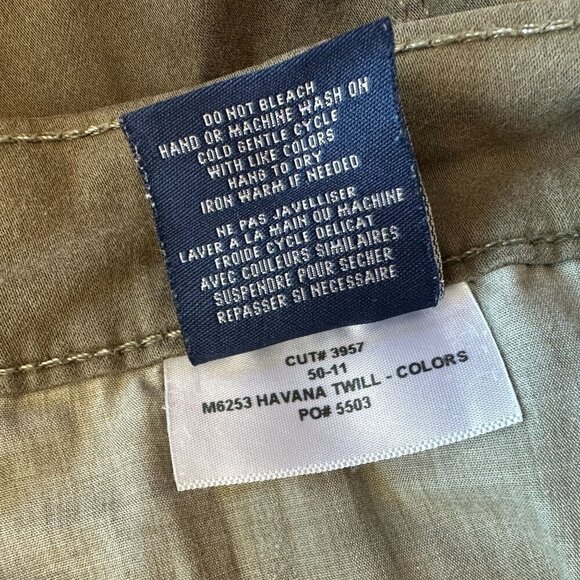 DO NOT BLEACH
HAND OR MACHINE WASH ON
COLD GENTLE CYCLE
WITH LIKE COLORS
HANG TO DRY
IRON WARM IF NEEDED
NE PAS JAVELLISER
LAVER A LA MAIN OU MACHINE
FROIDE CYCLE DELICAT
AVEC COULEURS SIMILAIRES
SUSPENDRE POUR SECHER
REPASSER SI NECESSAIRE
CUT# 3957
50-11
M6253 HAVANA TWILL - COLORS
PO# 5503